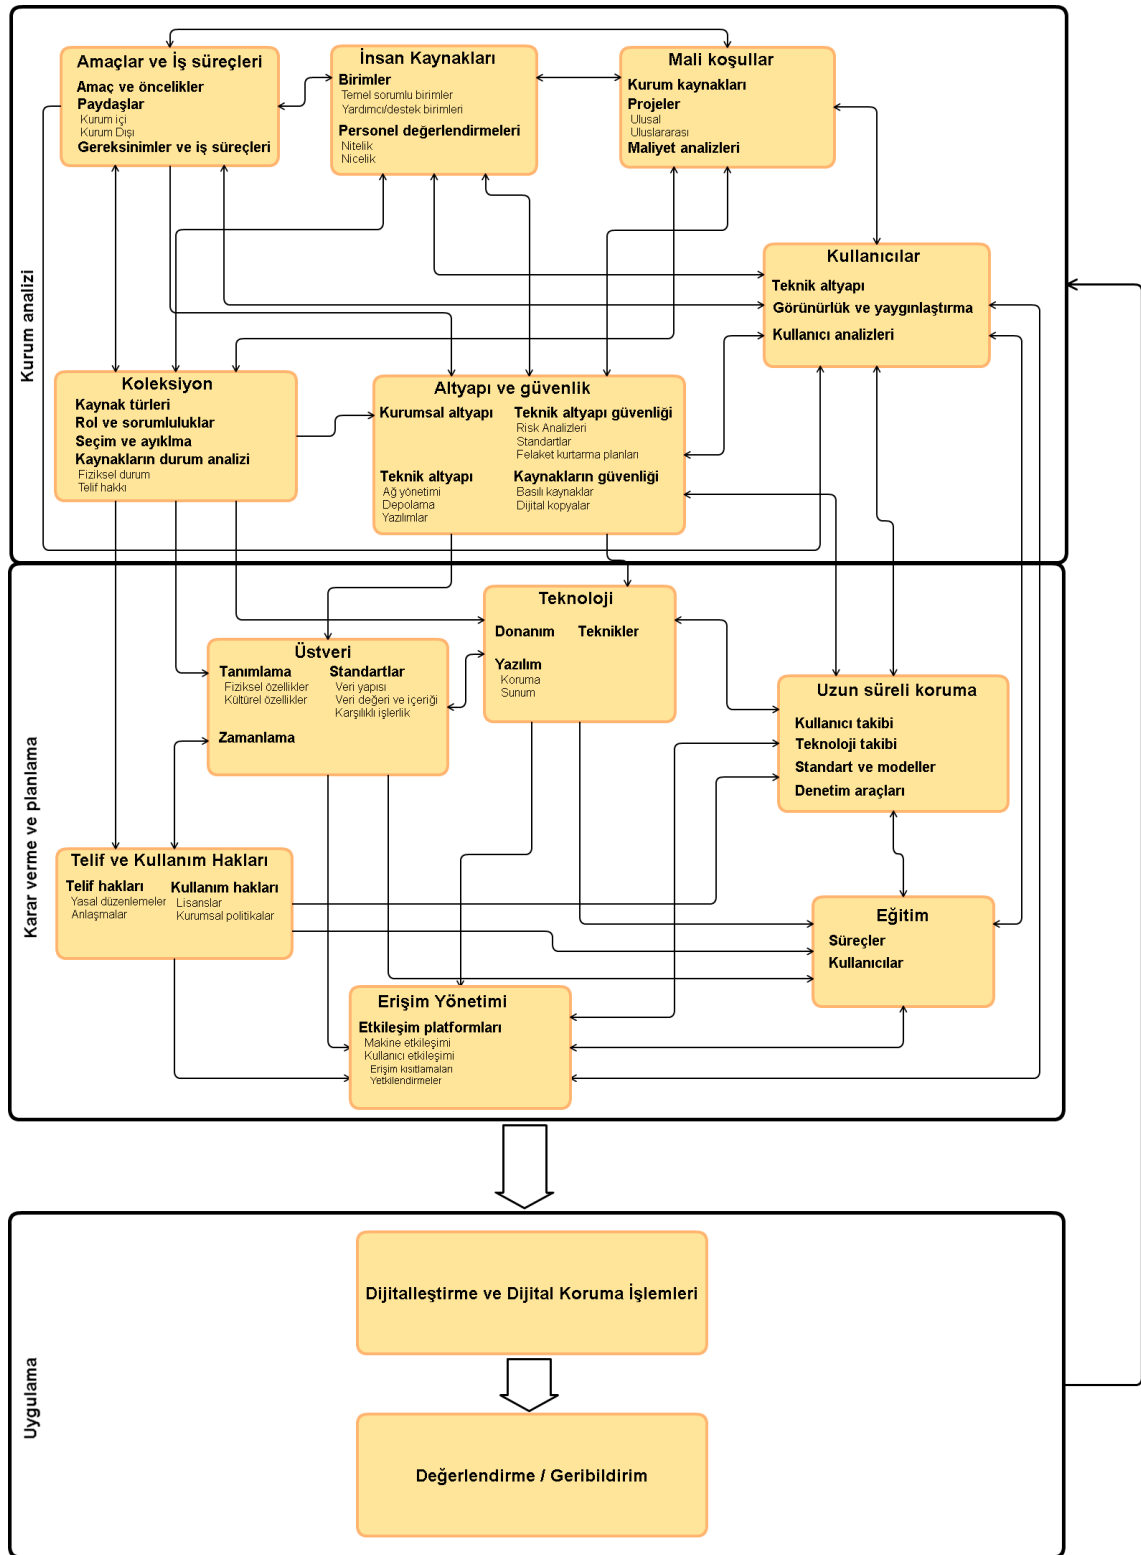 Kurum analizi
Amaçlar ve İş süreçleri
Amaç ve öncelikler
Paydaşlar
Kurum içi
Kurum Dışı
Gereksinimler ve iş süreçleri
İnsan Kaynakları
Birimler
Temel sorumlu birimler
Yardımcı/destek birimleri
Personel değerlendirmeleri
Nitelik
Nicelik
Mali koşullar
Kurum kaynakları
Projeler
Ulusal
Uluslararası
Maliyet analizleri
Kullanıcılar
Teknik altyapı
Görünürlük ve yaygınlaştırma
Kullanıcı analizleri
Koleksiyon
Kaynak türleri
Rol ve sorumluluklar
Seçim ve ayıklma
Kaynakların durum analizi
Fiziksel durum
Telif hakkı
Altyapı ve güvenlik
Kurumsal altyapı
Teknik altyapı güvenliği
Risk Analizleri
Standartlar
Felaket kurtarma planları
Teknik altyapı
Ağ yönetimi
Depolama
Yazılımlar
Kaynakların güvenliği
Basılı kaynaklar
Dijital kopyalar
Karar verme ve planlama
Teknoloji
Donanım
Teknikler
Yazılım
Koruma
Sunum
Üstveri
Tanımlama
Fiziksel özellikler
Kültürel özellikler
Standartlar
Veri yapısı
Veri değeri ve içeriği
Karşılıklı işlerlik
Zamanlama
Uzun süreli koruma
Kullanıcı takibi
Teknoloji takibi
Standart ve modeller
Denetim araçları
Telif ve Kullanım Hakları
Telif hakları
Yasal düzenlemeler
Anlaşmalar
Kullanım hakları
Lisanslar
Kurumsal politikalar
Eğitim
Süreçler
Kullanıcılar
Erişim Yönetimi
Etkileşim platformları
Makine etkileşimi
Kullanıcı etkileşimi
Erişim kısıtlamaları
Yetkilendirmeler
Uygulama
Dijitalleştirme ve Dijital Koruma İşlemleri
Değerlendirme / Geribildirim